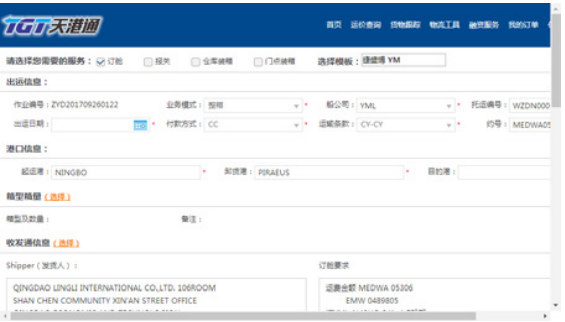 TGT天港通
首页 运价查询 货物跟踪 物流工具 融资服务 我的订单
请选择您需要的服务： 订舱 报关 仓库装箱 门点装箱 选择模板： 捷盛博 YM
出运信息：
作业编号：ZYD201709260122 业务模式：整箱 * 船公司：YML * 托运编号：WZDN000
出运日期： * 付款方式：CC * 运输条款：CY-CY * 约号：MEDWA05
港口信息：
起运港：NINGBO * 卸货港：PIRAEUS * 目的港：
箱型箱量（选择）
箱型及数量： 备注：
收发通信息（选择）
Shipper（发货人）： 订舱要求
QINGDAO LINGLI INTERNATIONAL CO.,LTD. 106ROOM 运费金额 MEDWA 05306
SHAN CHEN COMMUNITY XIN'AN STREET OFFICE EMW 0489805